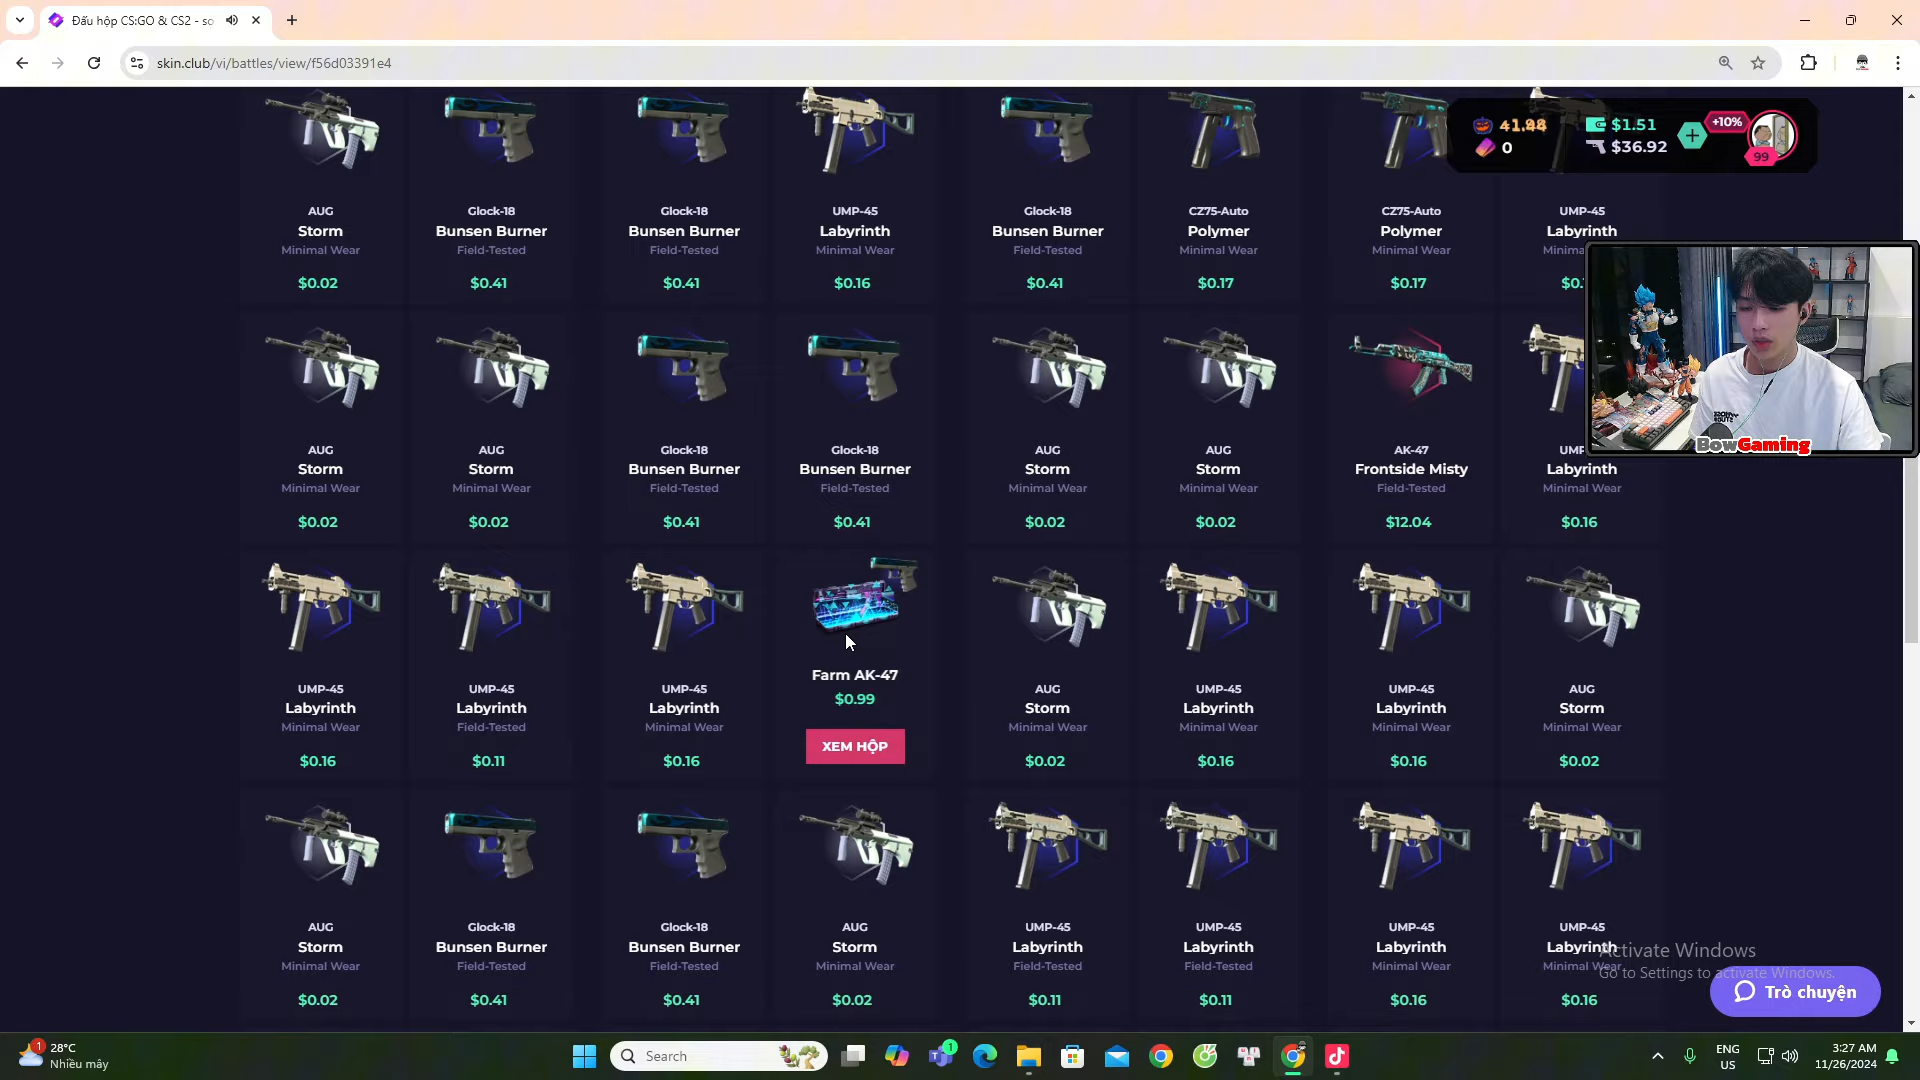 Đấu hộp CS:GO & CS2 - so
skin.club/vi/battles/view/f56d03391e4
41.98
0
$1.51
$36.92
+10%
99
AUG
Storm
Minimal Wear
$0.02
Glock-18
Bunsen Burner
Field-Tested
$0.41
Glock-18
Bunsen Burner
Field-Tested
$0.41
UMP-45
Labyrinth
Minimal Wear
$0.16
Glock-18
Bunsen Burner
Field-Tested
$0.41
CZ75-Auto
Polymer
Minimal Wear
$0.17
CZ75-Auto
Polymer
Minimal Wear
$0.17
UMP-45
Labyrinth
BowGaming
AUG
Storm
Minimal Wear
$0.02
AUG
Storm
Minimal Wear
$0.02
Glock-18
Bunsen Burner
Field-Tested
$0.41
Glock-18
Bunsen Burner
Field-Tested
$0.41
AUG
Storm
Minimal Wear
$0.02
AUG
Storm
Minimal Wear
$0.02
AK-47
Frontside Misty
Field-Tested
$12.04
Labyrinth
Minimal Wear
$0.16
UMP-45
Labyrinth
Minimal Wear
$0.16
UMP-45
Labyrinth
Field-Tested
$0.11
UMP-45
Labyrinth
Minimal Wear
$0.16
Farm AK-47
$0.99
XEM HỘP
AUG
Storm
Minimal Wear
$0.02
UMP-45
Labyrinth
Minimal Wear
$0.16
UMP-45
Labyrinth
Minimal Wear
$0.16
AUG
Storm
Minimal Wear
$0.02
AUG
Storm
Minimal Wear
$0.02
Glock-18
Bunsen Burner
Field-Tested
$0.41
Glock-18
Bunsen Burner
Field-Tested
$0.41
AUG
Storm
Minimal Wear
$0.02
UMP-45
Labyrinth
Field-Tested
$0.11
UMP-45
Labyrinth
Field-Tested
$0.11
UMP-45
Labyrinth
Minimal Wear
$0.16
UMP-45
Labyrinth
Minimal Wear
$0.16
Activate Windows
Go to Settings to activate Windows.
Trò chuyện
1
28°C
Nhiều mây
Search
1
ENG
US
3:27 AM
11/26/2024